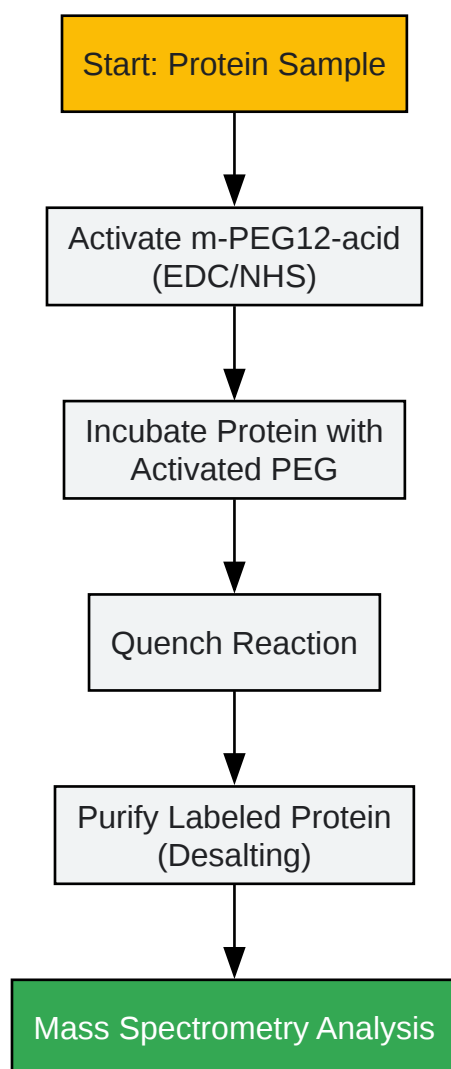 Start: Protein Sample
Activate m-PEG12-acid
(EDC/NHS)
Incubate Protein with
Activated PEG
Quench Reaction
Purify Labeled Protein
(Desalting)
Mass Spectrometry Analysis